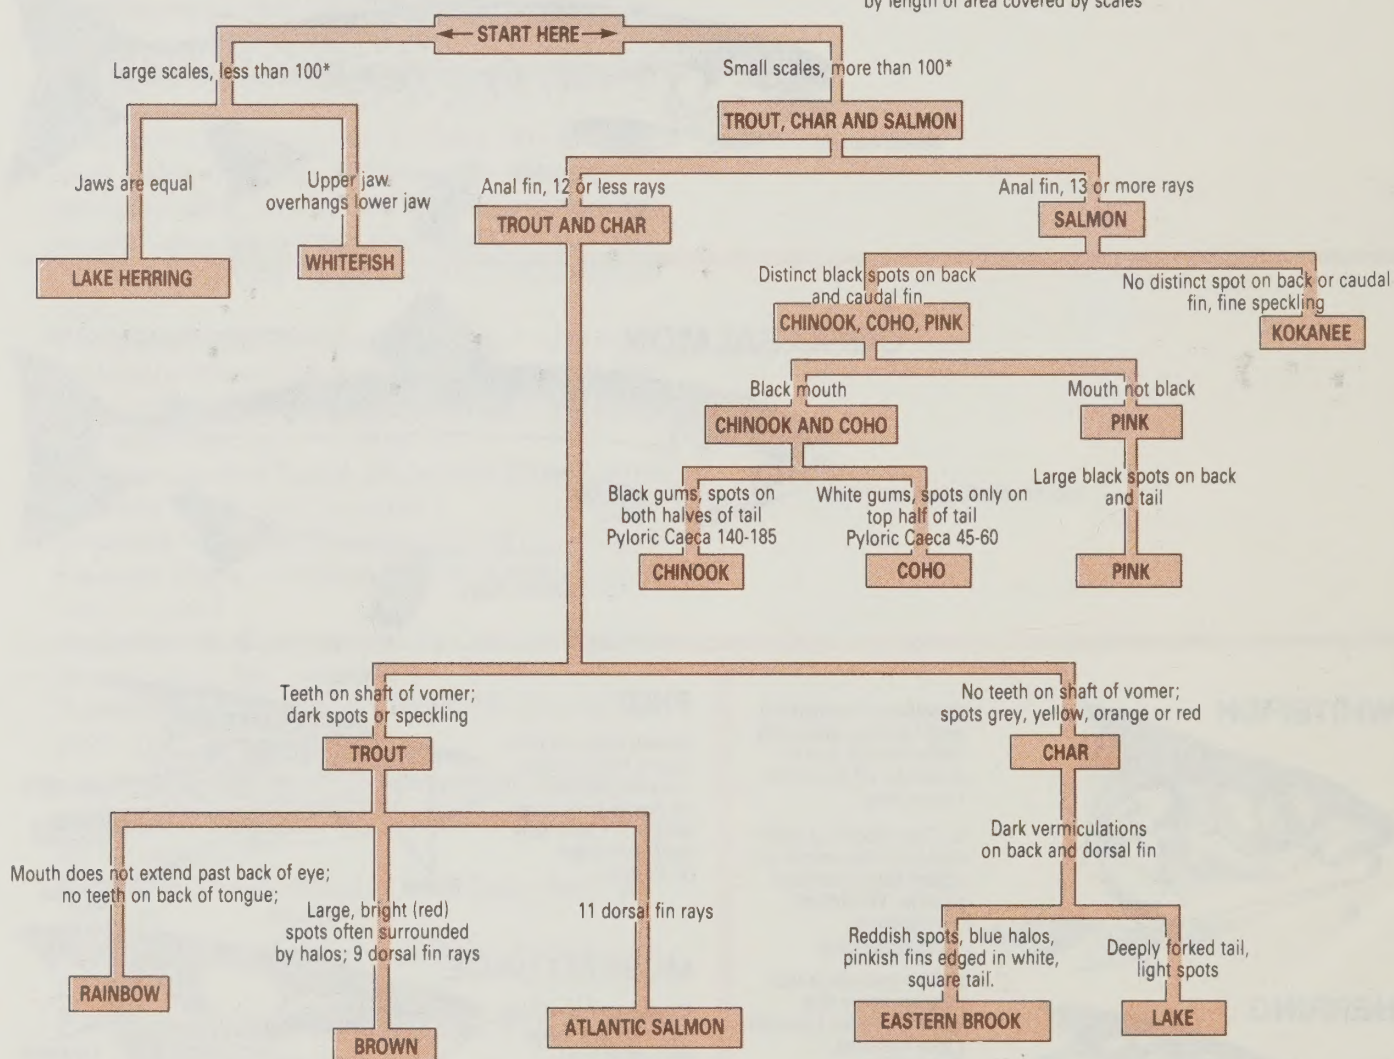 by length of area covered by scales
START HERE
Large scales, less than 100*
Small scales, more than 100*
TROUT, CHAR AND SALMON
Jaws are equal
Upper jaw.
overhangs lower jaw
Anal fin, 12 or less rays
Anal fin, 13 or more rays
TROUT AND CHAR
SALMON
LAKE HERRING
WHITEFISH
Distinct black spots on back
and caudal fin
No distinct spot on back or caudal
fin, fine speckling
CHINOOK, COHO, PINK
KOKANEE
Black mouth
Mouth not black
CHINOOK AND COHO
PINK
Black gums, spots on
both halves of tail
Pyloric Caeca 140-185
White gums, spots only on
top half of tail
Pyloric Caeca 45-60
Large black spots on back
and tail
CHINOOK
COHO
PINK
Teeth on shaft of vomer;
dark spots or speckling
No teeth on shaft of vomer;
spots grey, yellow, orange or red
TROUT
CHAR
Dark vermiculations
on back and dorsal fin
Mouth does not extend past back of eye;
no teeth on back of tongue;
Large, bright (red)
spots often surrounded
by halos; 9 dorsal fin rays
11 dorsal fin rays
Reddish spots, blue halos,
pinkish fins edged in white,
square tail.
Deeply forked tail,
light spots
RAINBOW
BROWN
ATLANTIC SALMON
EASTERN BROOK
LAKE